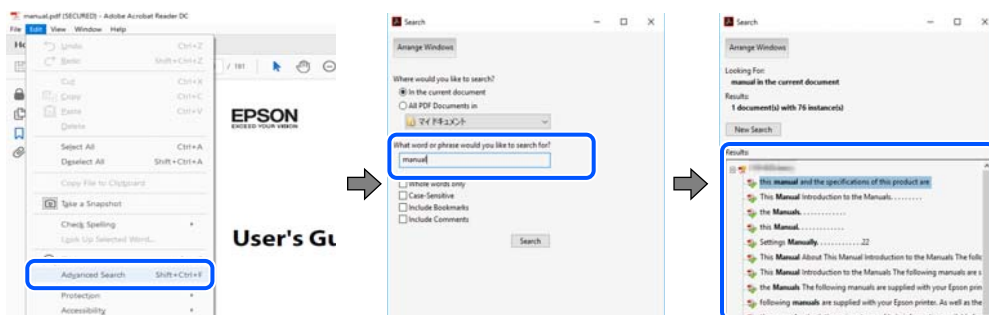 manual.pdf (SECURED) - Adobe Acrobat Reader DC
File Edit View Window Help
Undo Ctrl+Z
Redo Shift+Ctrl+Z
Cut Ctrl+X
Copy Ctrl+C
Paste Ctrl+V
Delete
Select All Ctrl+A
Deselect All Shift+Ctrl+A
Copy File to Clipboard
Take a Snapshot
Check Spelling
Look Up Selected Word...
Advanced Search Shift+Ctrl+F
Protection
Accessibility
/ 181
EPSON
EXCEED YOUR VISION
User's Gu
Search
Arrange Windows
Where would you like to search?
In the current document
All PDF Documents in
マイ ドキュメント
What word or phrase would you like to search for?
manual
Whole words only
Case-Sensitive
Include Bookmarks
Include Comments
Search
Search
Arrange Windows
Looking For:
manual in the current document
Results:
1 document(s) with 76 instance(s)
New Search
Results:
this manual and the specifications of this product are
This Manual Introduction to the Manuals. . . . . . . . .
the Manuals. . . . . . . . . . . . .
this Manual. . . . . . . . . . . . .
Settings Manually. . . . . . . . . . . . .22
This Manual About This Manual Introduction to the Manuals The follo
This Manual Introduction to the Manuals The following manuals are s
the Manuals The following manuals are supplied with your Epson prin
following manuals are supplied with your Epson printer. As well as the